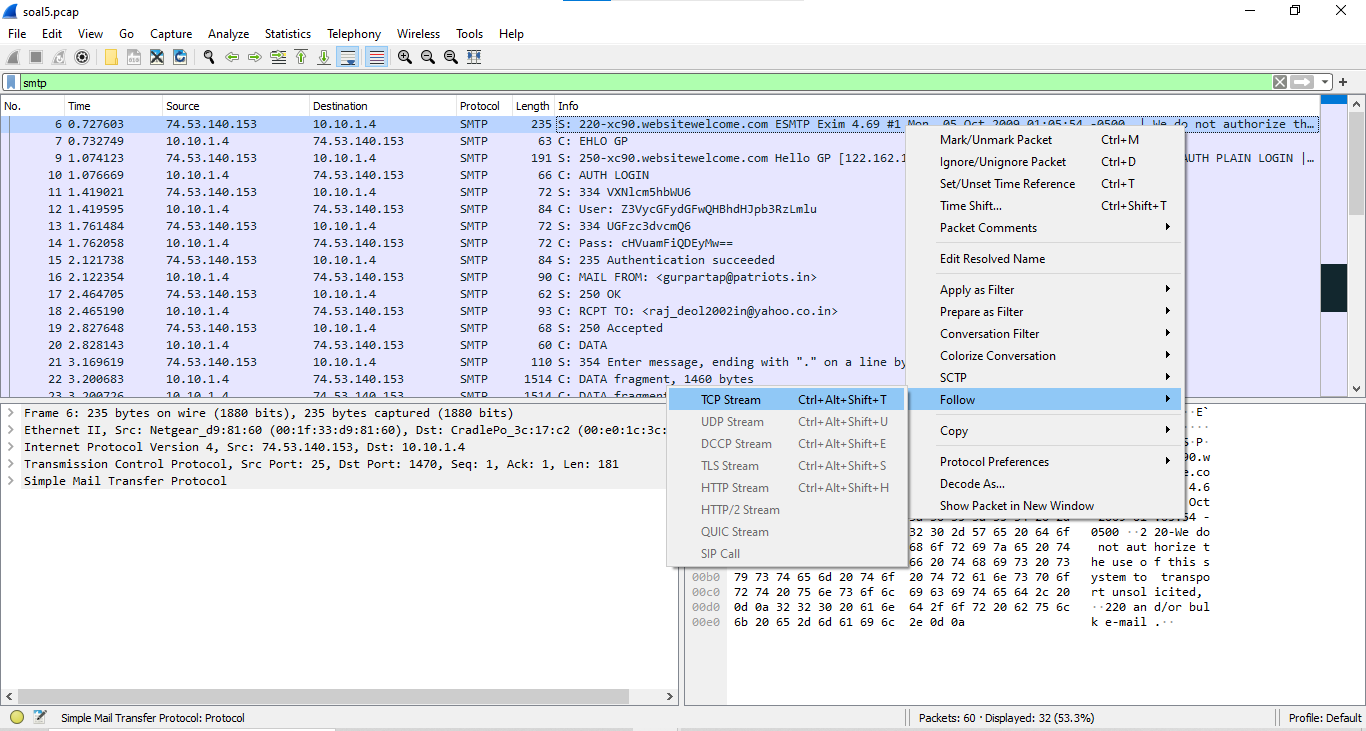 soal5.pcap
File Edit View Go Capture Analyze Statistics Telephony Wireless Tools Help
smtp
No. Time Source Destination Protocol Length Info
6 0.727603 74.53.140.153 10.10.1.4 SMTP 235 S: 220-xc90.websitewelcome.com ESMTP Exim 4.69 #1 Mon, 05 Oct 2009 01:05:54 -0500 | We do not authorize th…
7 0.732749 10.10.1.4 74.53.140.153 SMTP 63 C: EHLO GP
9 1.074123 74.53.140.153 10.10.1.4 SMTP 191 S: 250-xc90.websitewelcome.com Hello GP [122.162.1 AUTH PLAIN LOGIN |…
10 1.076669 10.10.1.4 74.53.140.153 SMTP 66 C: AUTH LOGIN
11 1.419021 74.53.140.153 10.10.1.4 SMTP 72 S: 334 VXNlcm5hbWU6
12 1.419595 10.10.1.4 74.53.140.153 SMTP 84 C: User: Z3VycGFydGFwQHBhdHJpb3RzLmlu
13 1.761484 74.53.140.153 10.10.1.4 SMTP 72 S: 334 UGFzc3dvcmQ6
14 1.762058 10.10.1.4 74.53.140.153 SMTP 72 C: Pass: cHVuamFiQDEyMw==
15 2.121738 74.53.140.153 10.10.1.4 SMTP 84 S: 235 Authentication succeeded
16 2.122354 10.10.1.4 74.53.140.153 SMTP 90 C: MAIL FROM: <gurpartap@patriots.in>
17 2.464705 74.53.140.153 10.10.1.4 SMTP 62 S: 250 OK
18 2.465190 10.10.1.4 74.53.140.153 SMTP 93 C: RCPT TO: <raj_deol2002in@yahoo.co.in>
19 2.827648 74.53.140.153 10.10.1.4 SMTP 68 S: 250 Accepted
20 2.828143 10.10.1.4 74.53.140.153 SMTP 60 C: DATA
21 3.169619 74.53.140.153 10.10.1.4 SMTP 110 S: 354 Enter message, ending with "." on a line by
22 3.200683 10.10.1.4 74.53.140.153 SMTP 1514 C: DATA fragment, 1460 bytes
23 3.200726 10.10.1.4 74.53.140.153 SMTP 1514 C: DATA fragment
Mark/Unmark Packet Ctrl+M
Ignore/Unignore Packet Ctrl+D
Set/Unset Time Reference Ctrl+T
Time Shift... Ctrl+Shift+T
Packet Comments
Edit Resolved Name
Apply as Filter
Prepare as Filter
Conversation Filter
Colorize Conversation
SCTP
Follow
Copy
Protocol Preferences
Decode As...
Show Packet in New Window
TCP Stream Ctrl+Alt+Shift+T
UDP Stream Ctrl+Alt+Shift+U
DCCP Stream Ctrl+Alt+Shift+E
TLS Stream Ctrl+Alt+Shift+S
HTTP Stream Ctrl+Alt+Shift+H
HTTP/2 Stream
QUIC Stream
SIP Call
Frame 6: 235 bytes on wire (1880 bits), 235 bytes captured (1880 bits)
Ethernet II, Src: Netgear_d9:81:60 (00:1f:33:d9:81:60), Dst: CradlePo_3c:17:c2 (00:e0:1c:3c:
Internet Protocol Version 4, Src: 74.53.140.153, Dst: 10.10.1.4
Transmission Control Protocol, Src Port: 25, Dst Port: 1470, Seq: 1, Ack: 1, Len: 181
Simple Mail Transfer Protocol
··E`
····
·S·P·
90.w
e.co
4.6
Oct
-0500 ··2 20-We do
32 30 2d 57 65 20 64 6f
68 6f 72 69 7a 65 20 74 not aut horize t
66 20 74 68 69 73 20 73 he use o f this s
00b0 79 73 74 65 6d 20 74 6f 20 74 72 61 6e 73 70 6f ystem to transpo
00c0 72 74 20 75 6e 73 6f 6c 69 63 69 74 65 64 2c 20 rt unsol icited,
00d0 0d 0a 32 32 30 20 61 6e 64 2f 6f 72 20 62 75 6c ··220 an d/or bul
00e0 6b 20 65 2d 6d 61 69 6c 2e 0d 0a k e-mail .··
Simple Mail Transfer Protocol: Protocol
Packets: 60 · Displayed: 32 (53.3%)
Profile: Default